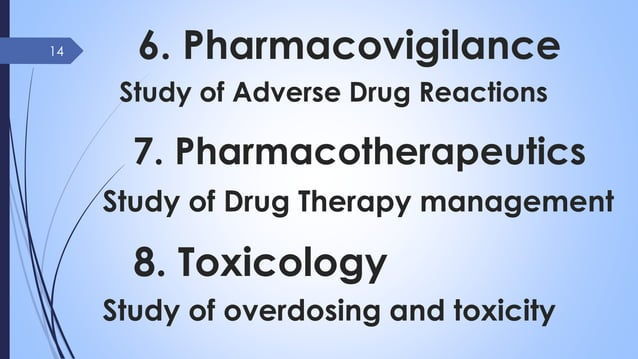 14
6. Pharmacovigilance
Study of Adverse Drug Reactions
7. Pharmacotherapeutics
Study of Drug Therapy management
8. Toxicology
Study of overdosing and toxicity